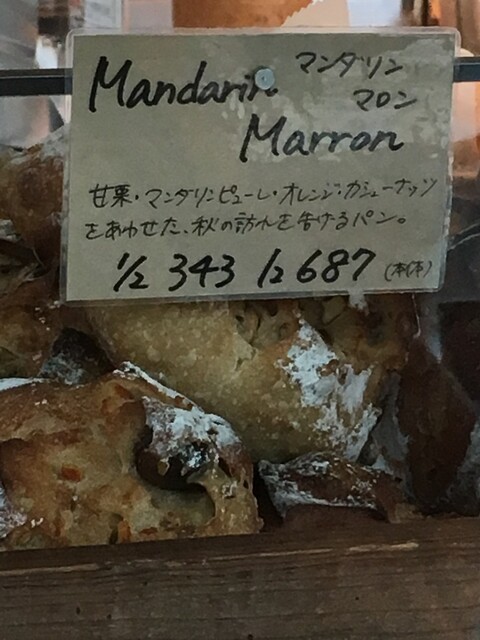 Mandarin マンダリン
マロン
Marron
甘栗・マンダリンピューレ・オレンジ・カシューナッツ
をあわせた、秋の訪れを告げるパン。
1/2 343 1/2 687 (本体)